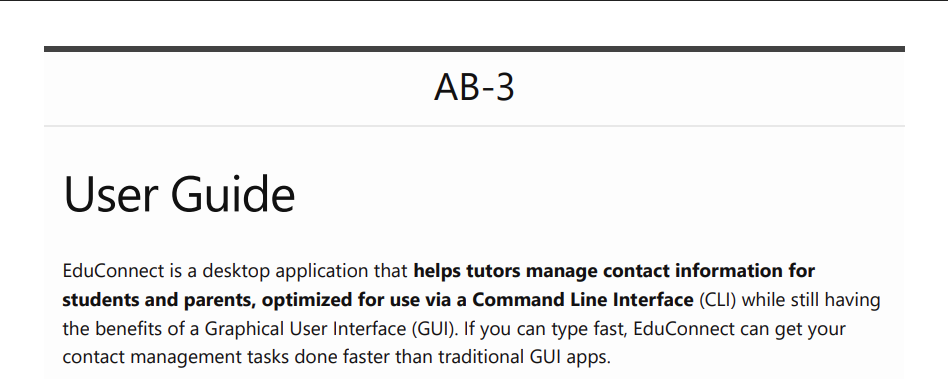 AB-3
User Guide
EduConnect is a desktop application that helps tutors manage contact information for
students and parents, optimized for use via a Command Line Interface (CLI) while still having
the benefits of a Graphical User Interface (GUI). If you can type fast, EduConnect can get your
contact management tasks done faster than traditional GUI apps.